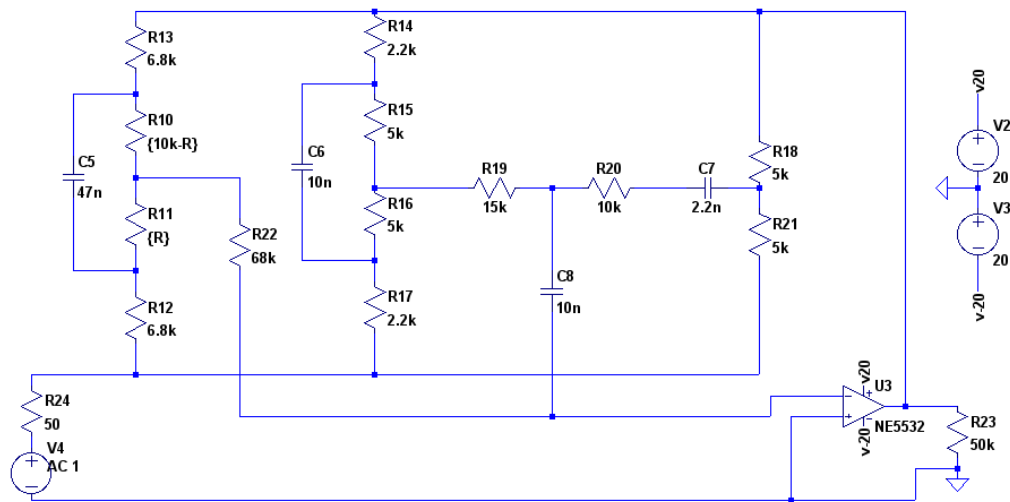 R13
6.8k
R10
{10k-R}
C5
47n
R11
{R}
R12
6.8k
R22
68k
R14
2.2k
R15
5k
C6
10n
R16
5k
R17
2.2k
R19
15k
R20
10k
C7
2.2n
C8
10n
R18
5k
R21
5k
v20
V2
20
V3
20
v-20
R24
50
V4
AC 1
v20
U3
NE5532
v-20
R23
50k